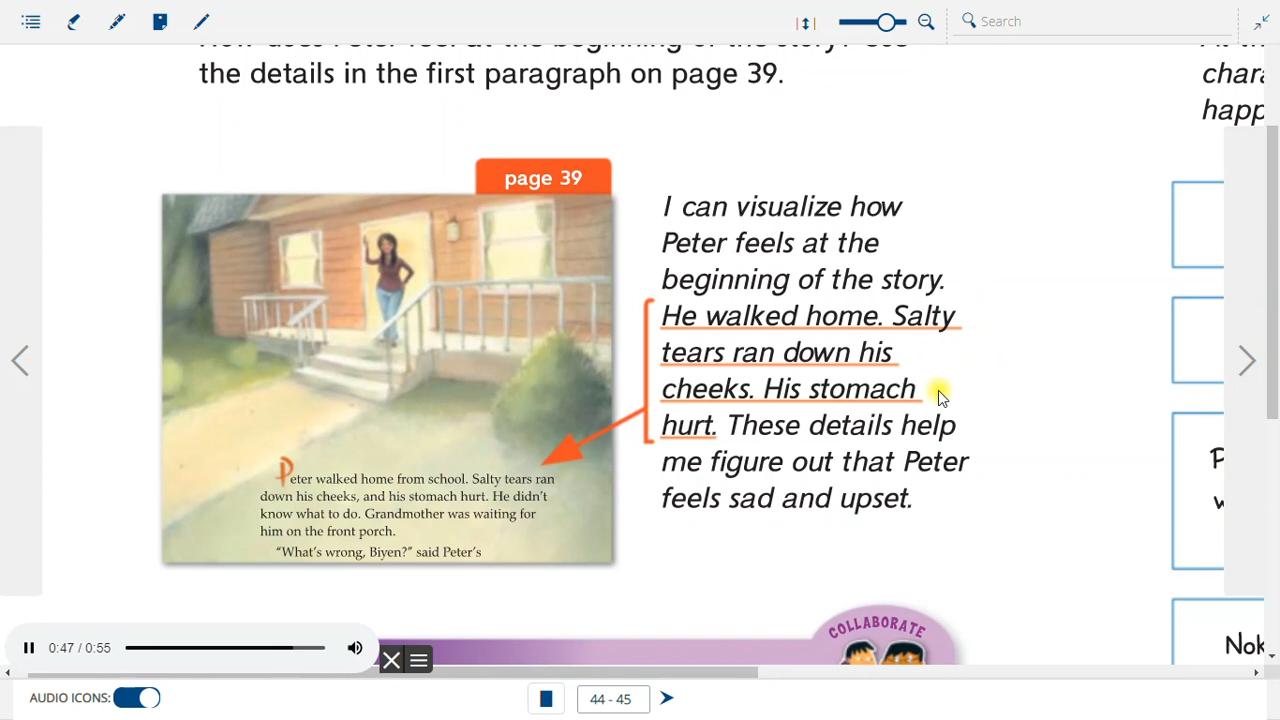 Search
the details in the first paragraph on page 39.
chara
happ
page 39
I can visualize how
Peter feels at the
beginning of the story.
He walked home. Salty
tears ran down his
cheeks. His stomach
hurt. These details help
me figure out that Peter
feels sad and upset.
Peter walked home from school. Salty tears ran
down his cheeks, and his stomach hurt. He didn't
know what to do. Grandmother was waiting for
him on the front porch.
"What's wrong, Biyen?" said Peter's
P
w
Nok
COLLABORATE
0:47 / 0:55
AUDIO ICONS:
44 - 45